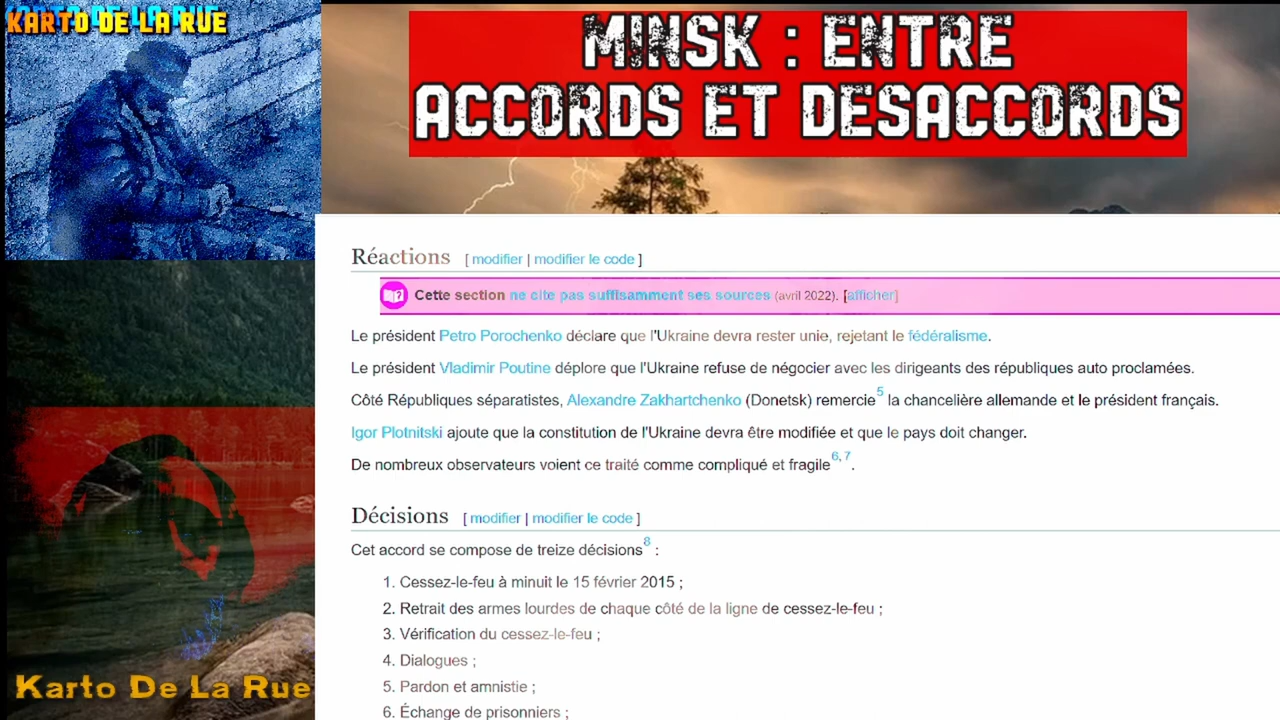 KARTO DE LA RUE
MINSK : ENTRE
ACCORDS ET DESACCORDS
Réactions [ modifier | modifier le code ]
Cette section ne cite pas suffisamment ses sources (avril 2022). [afficher]
Le président Petro Porochenko déclare que l'Ukraine devra rester unie, rejetant le fédéralisme.
Le président Vladimir Poutine déplore que l'Ukraine refuse de négocier avec les dirigeants des républiques auto proclamées.
Côté Républiques séparatistes, Alexandre Zakhartchenko (Donetsk) remercie5 la chancelière allemande et le président français.
Igor Plotnitski ajoute que la constitution de l'Ukraine devra être modifiée et que le pays doit changer.
De nombreux observateurs voient ce traité comme compliqué et fragile6, 7.
Décisions [ modifier | modifier le code ]
Cet accord se compose de treize décisions8 :
1. Cessez-le-feu à minuit le 15 février 2015 ;
2. Retrait des armes lourdes de chaque côté de la ligne de cessez-le-feu ;
3. Vérification du cessez-le-feu ;
4. Dialogues ;
5. Pardon et amnistie ;
6. Échange de prisonniers ;
Karto De La Rue